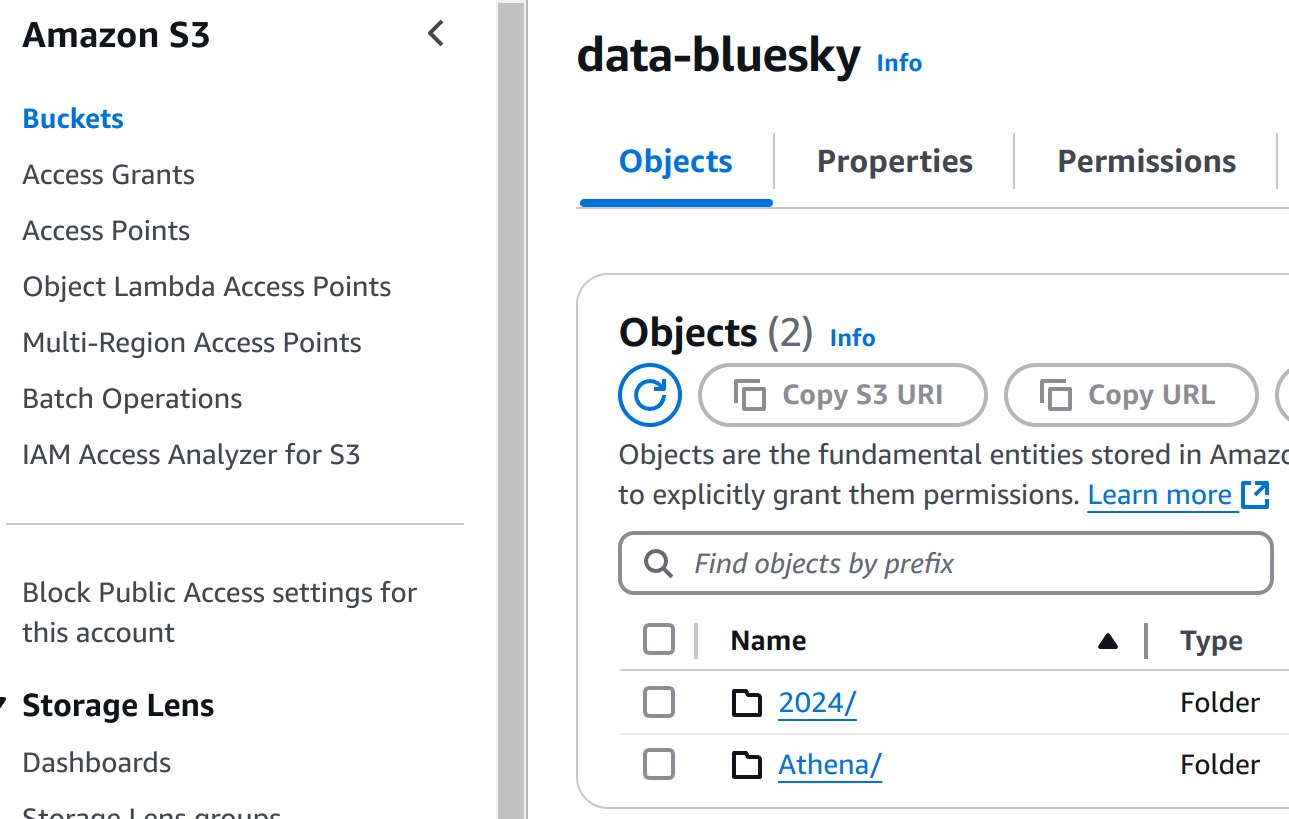 Amazon S3
Buckets
Access Grants
Access Points
Object Lambda Access Points
Multi-Region Access Points
Batch Operations
IAM Access Analyzer for S3
Block Public Access settings for
this account
Storage Lens
Dashboards
Storage Lens groups
data-bluesky Info
Objects Properties Permissions
Objects (2) Info
Copy S3 URI Copy URL
Objects are the fundamental entities stored in Amazo
to explicitly grant them permissions. Learn more
Find objects by prefix
Name Type
2024/ Folder
Athena/ Folder